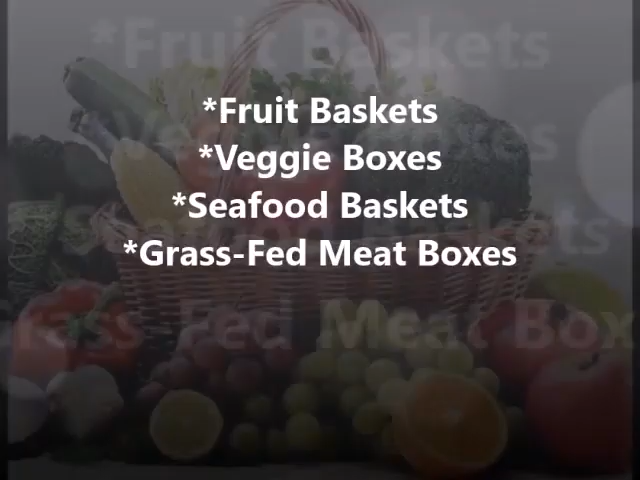 *Fruit Baskets
*Veggie Boxes
*Seafood Baskets
*Grass-Fed Meat Boxes